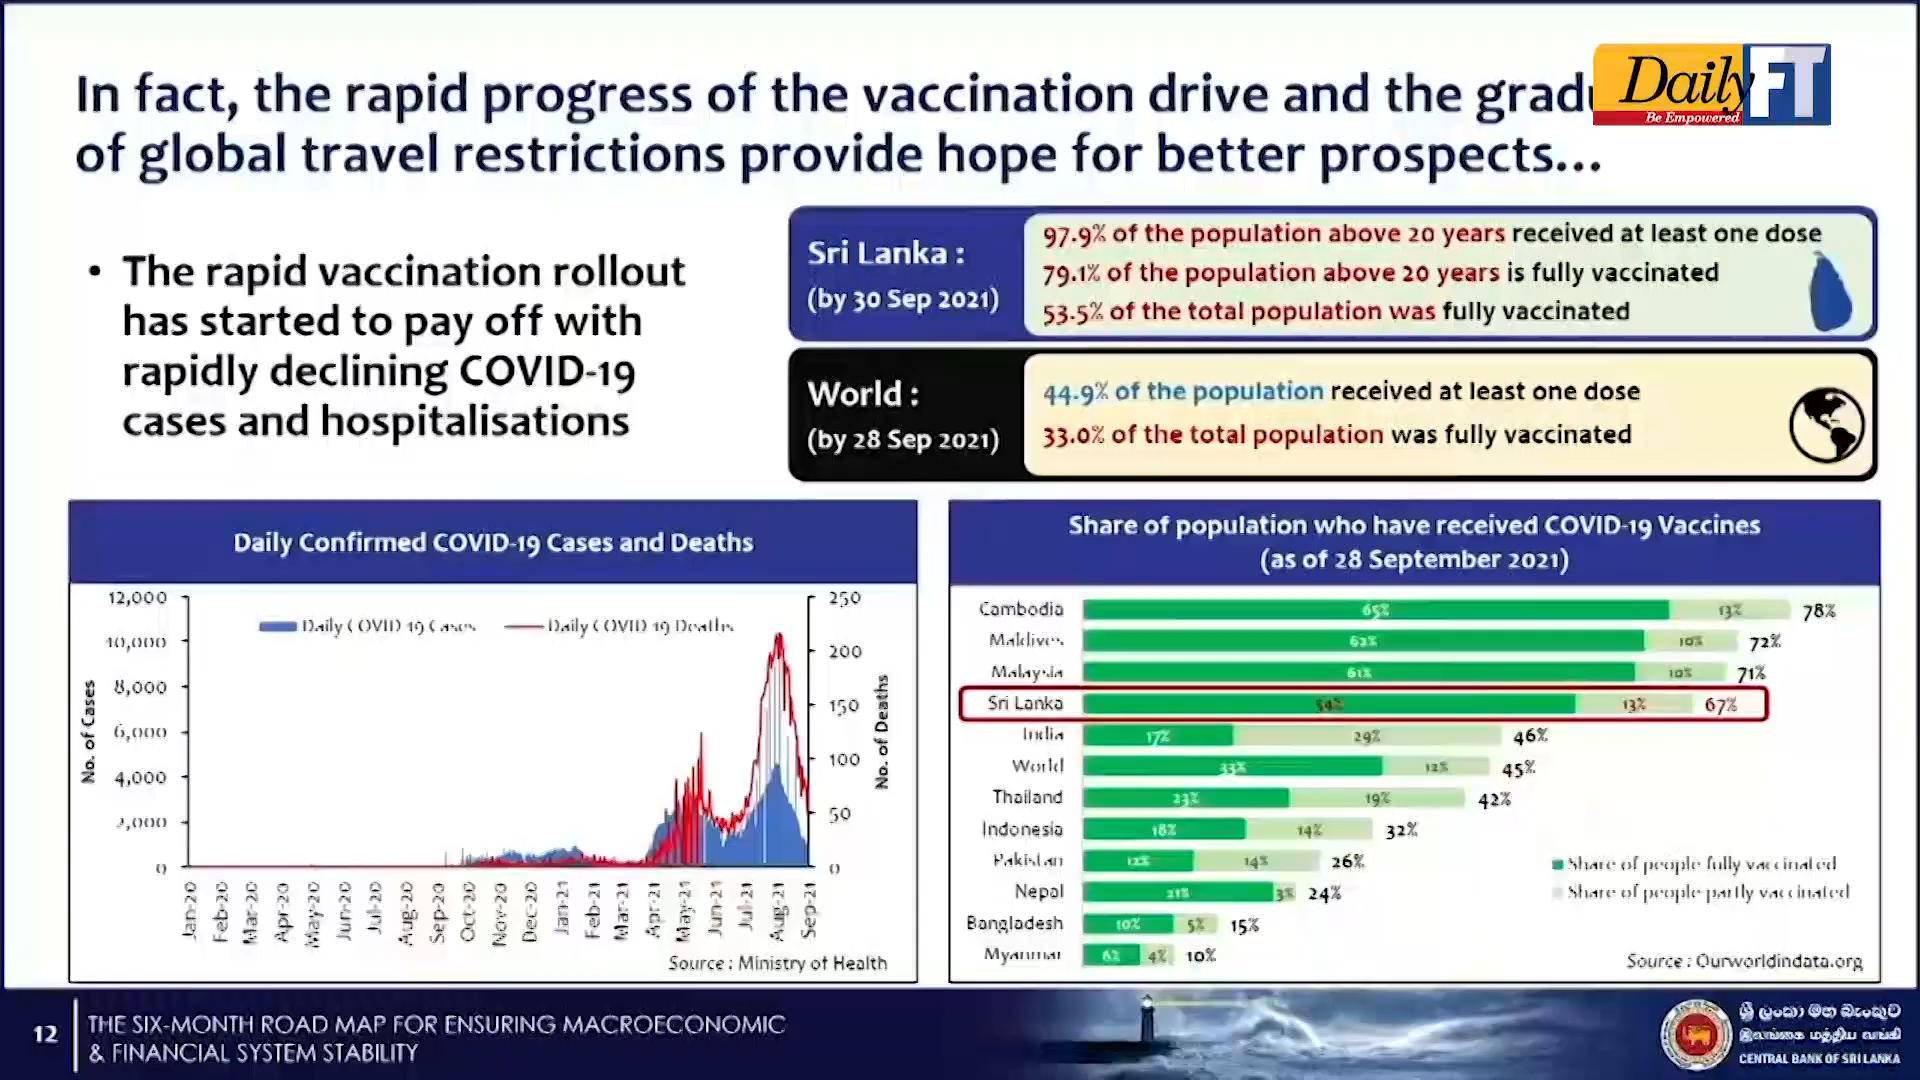 In fact, the rapid progress of the vaccination drive and the
of global travel restrictions provide hope for better prospects...
Daily FT
Be Empowered
• The rapid vaccination rollout
has started to pay off with
rapidly declining COVID-19
cases and hospitalisations
Sri Lanka :
(by 30 Sep 2021)
97.9% of the population above 20 years received at least one dose
79.1% of the population above 20 years is fully vaccinated
53.5% of the total population was fully vaccinated
World :
(by 28 Sep 2021)
44.9% of the population received at least one dose
33.0% of the total population was fully vaccinated
Daily Confirmed COVID-19 Cases and Deaths
Daily COVID 19 Cases
Daily COVID 19 Deaths
No. of Cases
12,000
10,000
8,000
6,000
4,000
2,000
0
250
200
150
100
50
0
No. of Deaths
Jan-20
Feb-20
Mar-20
Apr-20
May-20
Jun-20
Jul-20
Aug-20
Sep-20
Oct-20
Nov-20
Dec-20
Jan-21
Feb-21
Mar-21
Apr-21
May-21
Jun-21
Jul-21
Aug-21
Sep-21
Source : Ministry of Health
Share of population who have received COVID-19 Vaccines
(as of 28 September 2021)
Cambodia 65% 13% 78%
Maldives 62% 10% 72%
Malaysia 61% 10% 71%
Sri Lanka 54% 13% 67%
India 17% 29% 46%
World 33% 12% 45%
Thailand 23% 19% 42%
Indonesia 18% 14% 32%
Pakistan 12% 14% 26%
Nepal 21% 3% 24%
Bangladesh 10% 5% 15%
Myanmar 6% 4% 10%
Share of people fully vaccinated
Share of people partly vaccinated
Source : Ourworldindata.org
12
THE SIX-MONTH ROAD MAP FOR ENSURING MACROECONOMIC
& FINANCIAL SYSTEM STABILITY
ශ්‍රී ලංකා මහ බැංකුව
இலங்கை மத்திய வங்கி
CENTRAL BANK OF SRI LANKA